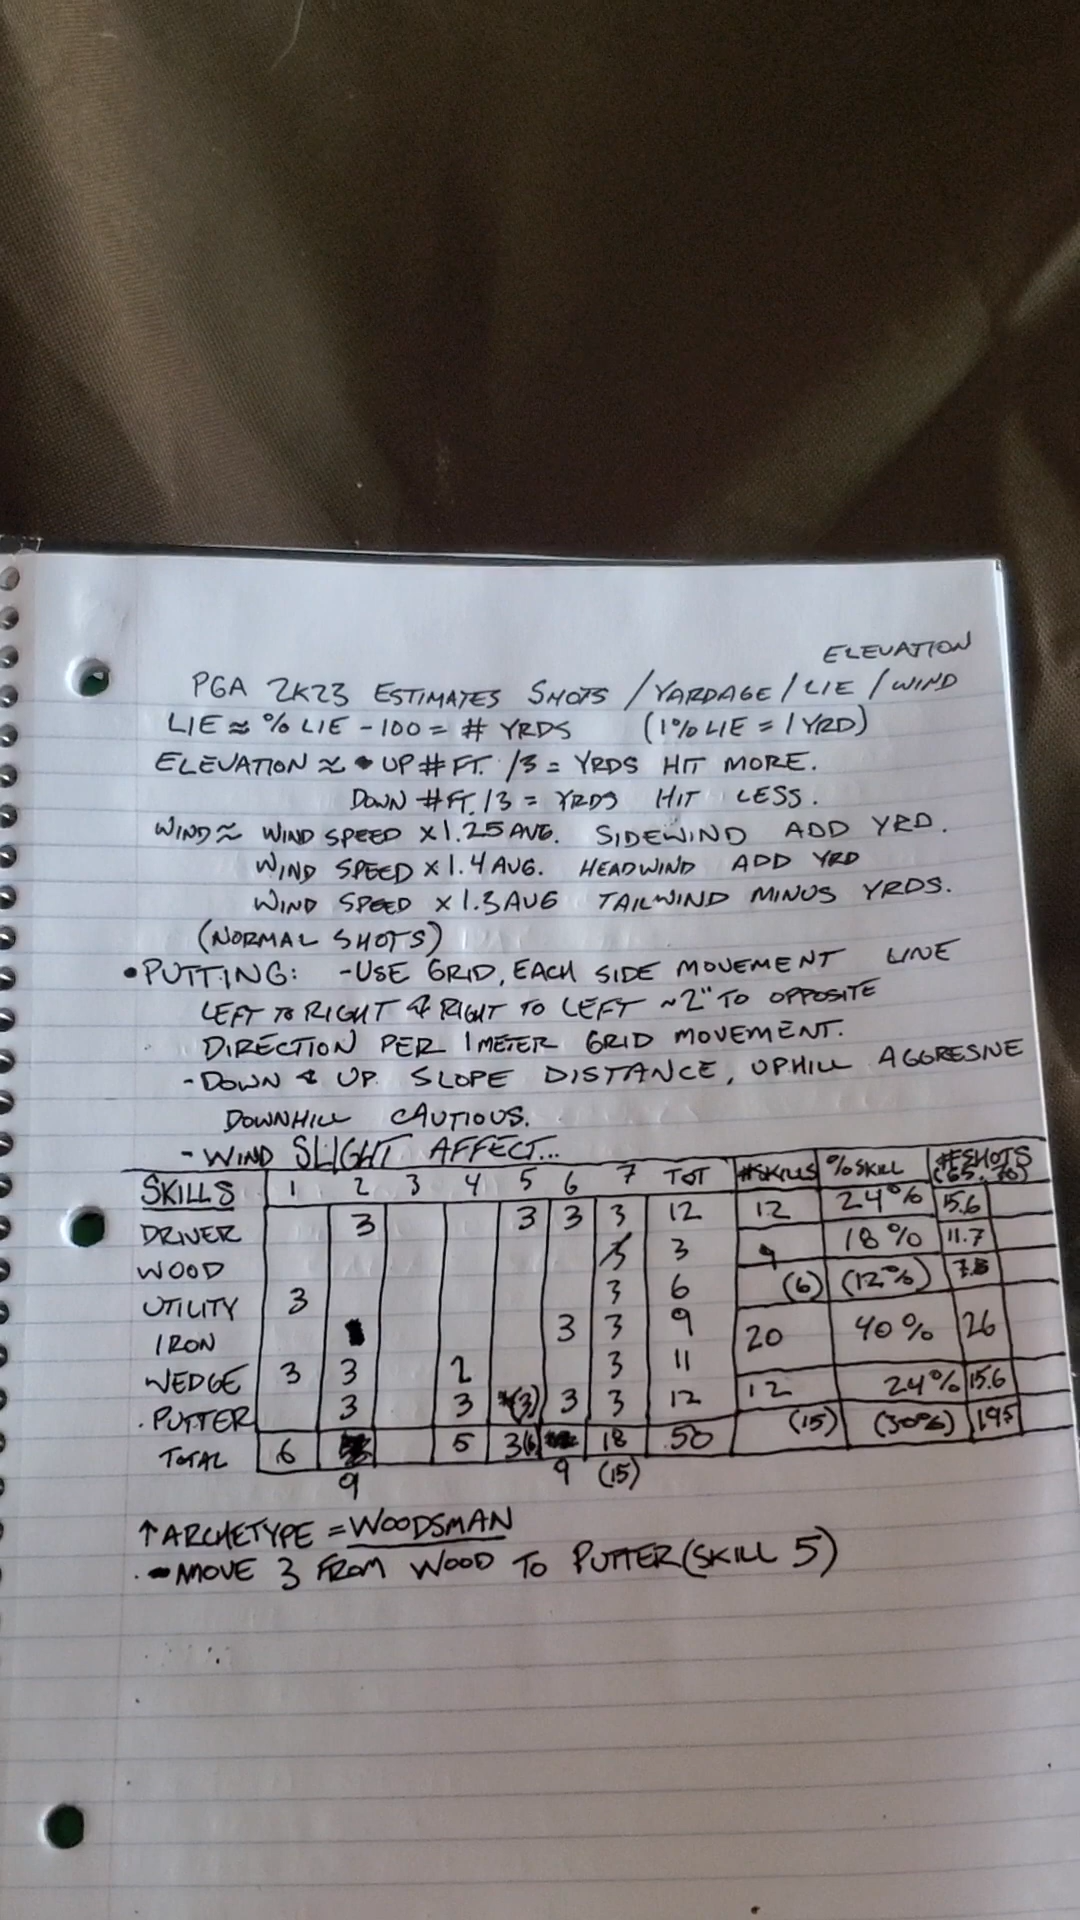 ELEVATION
PGA 2K23 ESTIMATES SHOTS / YARDAGE / LIE / WIND
LIE ≈ % LIE - 100 = # YRDS (1% LIE = 1 YRD)
ELEVATION ≈ UP # FT. /3 = YRDS HIT MORE.
DOWN # FT. /3 = YRDS HIT LESS.
WIND ≈ WIND SPEED X 1.25 AVG. SIDEWIND ADD YRD.
WIND SPEED X 1.4 AVG. HEADWIND ADD YRD
WIND SPEED X 1.3 AVG TAILWIND MINUS YRDS.
(NORMAL SHOTS)
• PUTTING: - USE GRID, EACH SIDE MOVEMENT LINE
LEFT TO RIGHT & RIGHT TO LEFT ~2" TO OPPOSITE
DIRECTION PER 1 METER GRID MOVEMENT.
- DOWN & UP SLOPE DISTANCE, UPHILL AGGRESIVE
DOWNHILL CAUTIOUS.
- WIND SLIGHT AFFECT...
SKILLS 1 2 3 4 5 6 7 TOT #SKILLS % SKILL # SHOTS
DRIVER 3 3 3 3 12 12 24% 15.6
WOOD 3 3 9 18% 11.7
UTILITY 3 3 6 (6) (12%)
IRON 3 3 9 20 40% 26
WEDGE 3 3 2 3 11
PUTTER 3 3 (3) 3 3 12 12 24% 15.6
TOTAL 6 5 3 18 50 (15) (30%) 19.5
9 9 (15)
↑ ARCHETYPE = WOODSMAN
- MOVE 3 FROM WOOD TO PUTTER (SKILL 5)